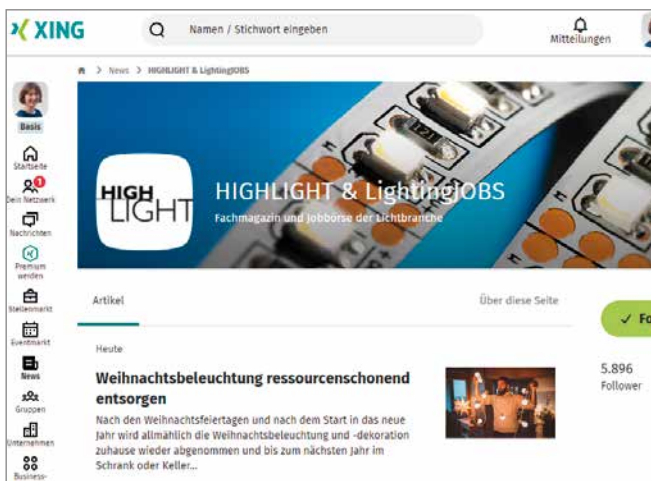 XING
Namen / Stichwort eingeben
Mitteilungen
News > HIGHLIGHT & LightingJOBS
Basis
Startseite
1
Dein Netzwerk
Nachrichten
Premium
werden
Stellenmarkt
Eventmarkt
News
Gruppen
Unternehmen
Business-
HIGH
LIGHT
HIGHLIGHT & LightingJOBS
Fachmagazin und Jobbörse der Lichtbranche
121
Artikel
Über diese Seite
Fo
5.896
Follower
Heute
Weihnachtsbeleuchtung ressourcenschonend
entsorgen
Nach den Weihnachtsfeiertagen und nach dem Start in das neue
Jahr wird allmählich die Weihnachtsbeleuchtung und -dekoration
zuhause wieder abgenommen und bis zum nächsten Jahr im
Schrank oder Keller...